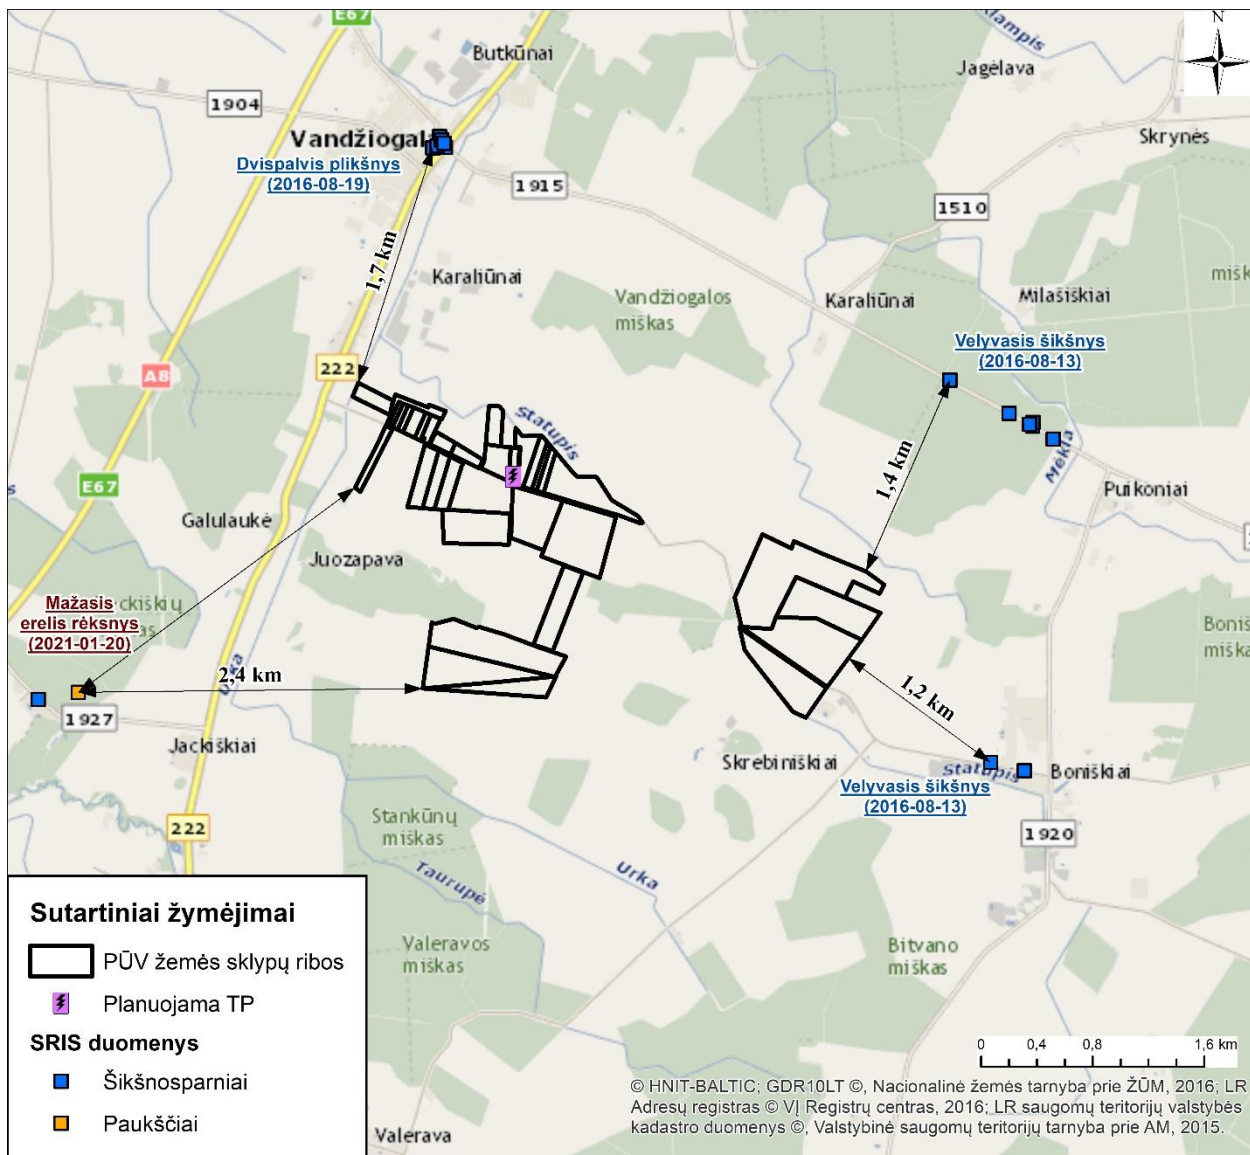 E67
N
Butkūnai
Jagėlava
1904
Skrynės
Dvispalvis plikšnys
(2016-08-19)
1915
1510
1,7 km
Karaliūnai
Vandžiogalos
miškas
Karaliūnai
Milašiškiai
Velyvasis šikšnys
(2016-08-13)
222
A8
Statupis
Mėkla
1,4 km
E67
Puikoniai
Galulaukė
Juozapava
Mažasis
erelis rėksnys
(2021-01-20)
2,4 km
Urka
1,2 km
1927
Jackiškiai
Skrebiniškiai
Statupis
Boniškiai
Velyvasis šikšnys
(2016-08-13)
222
Stankūnų
miškas
1920
Taurupė
Urka
Valeravos
miškas
Bitvano
miškas
Valerava
Sutartiniai žymėjimai
PŪV žemės sklypų ribos
Planuojama TP
SRIS duomenys
Šikšnosparniai
Paukščiai
0 0,4 0,8 1,6 km
© HNIT-BALTIC; GDR10LT ©, Nacionalinė žemės tarnyba prie ŽŪM, 2016; LR
Adresų registras © VĮ Registrų centras, 2016; LR saugomų teritorijų valstybės
kadastro duomenys ©, Valstybinė saugomų teritorijų tarnyba prie AM, 2015.